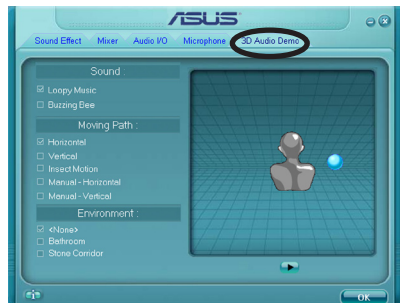 ASUS
Sound Effect Mixer Audio I/O Microphone 3D Audio Demo
Sound
Loopy Music
Buzzing Bee
Moving Path :
Horizontal
Vertical
Insect Motion
Manual - Horizontal
Manual - Vertical
Environment :
<None>
Bathroom
Stone Corridor
OK